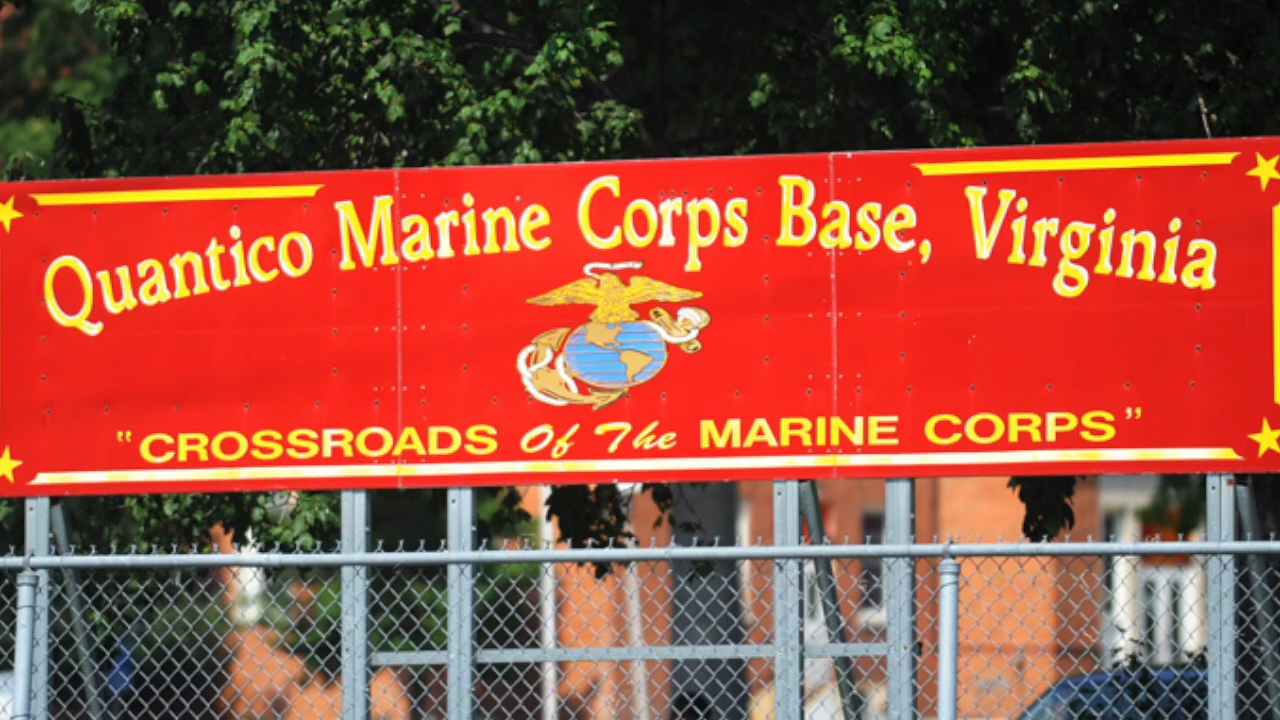 Quantico Marine Corps Base, Virginia
"CROSSROADS Of The MARINE CORPS"